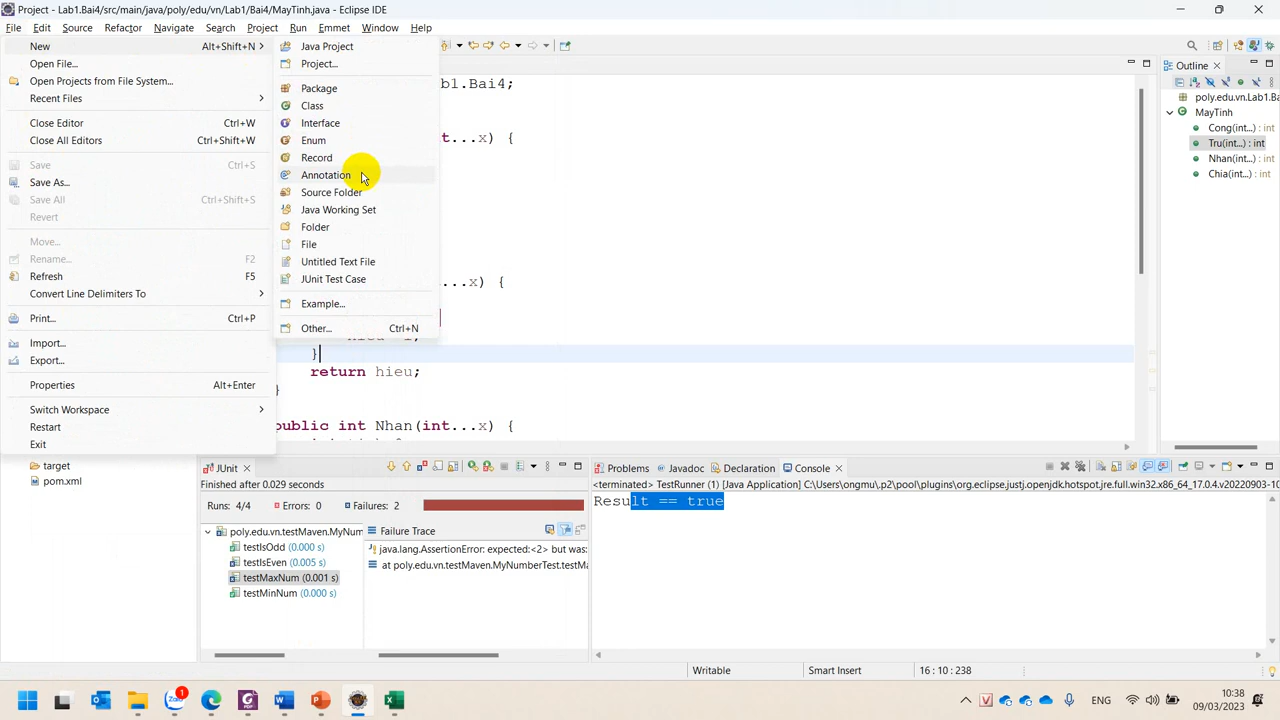 Project - Lab1.Bai4/src/main/java/poly/edu/vn/Lab1/Bai4/MayTinh.java - Eclipse IDE
File Edit Source Refactor Navigate Search Project Run Emmet Window Help
New Alt+Shift+N
Open File...
Open Projects from File System...
Recent Files
Close Editor Ctrl+W
Close All Editors Ctrl+Shift+W
Save Ctrl+S
Save As...
Save All Ctrl+Shift+S
Revert
Move...
Rename... F2
Refresh F5
Convert Line Delimiters To
Print... Ctrl+P
Import...
Export...
Properties Alt+Enter
Switch Workspace
Restart
Exit
target
pom.xml
Java Project
Project...
Package
Class
Interface
Enum
Record
Annotation
Source Folder
Java Working Set
Folder
File
Untitled Text File
JUnit Test Case
Example...
Other... Ctrl+N
b1.Bai4;
t...x) {
...x) {
}
return hieu;
}
public int Nhan(int...x) {
Outline
poly.edu.vn.Lab1.Ba
MayTinh
Cong(int...) : int
Tru(int...) : int
Nhan(int...) : int
Chia(int...) : int
JUnit
Finished after 0.029 seconds
Runs: 4/4 Errors: 0 Failures: 2
poly.edu.vn.testMaven.MyNum
testIsOdd (0.000 s)
testIsEven (0.005 s)
testMaxNum (0.001 s)
testMinNum (0.000 s)
Failure Trace
java.lang.AssertionError: expected:<2> but was:
at poly.edu.vn.testMaven.MyNumberTest.testMa
Problems Javadoc Declaration Console
<terminated> TestRunner (1) [Java Application] C:\Users\ongmu\.p2\pool\plugins\org.eclipse.justj.openjdk.hotspot.jre.full.win32.x86_64_17.0.4.v20220903-10
Result == true
Writable Smart Insert 16 : 10 : 238
Zalo 1
ENG
10:38
09/03/2023